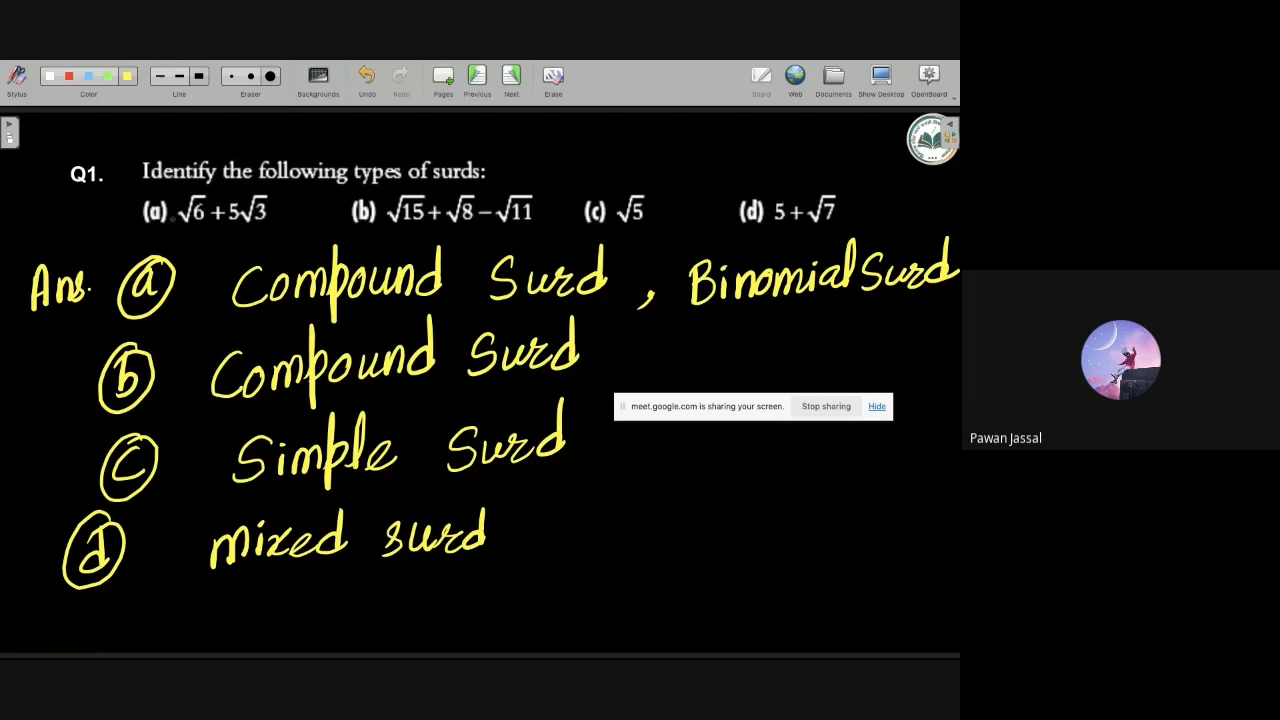 Stylus Color Line Eraser Backgrounds Undo Redo Pages Previous Next Erase Board Web Documents Show Desktop OpenBoard
Q1. Identify the following types of surds:
(a) √6 + 5√3 (b) √15 + √8 − √11 (c) √5 (d) 5 + √7
Ans. (a) Compound Surd , Binomial Surd
(b) Compound Surd
meet.google.com is sharing your screen. Stop sharing Hide
(c) Simple Surd
Pawan Jassal
(d) mixed surd